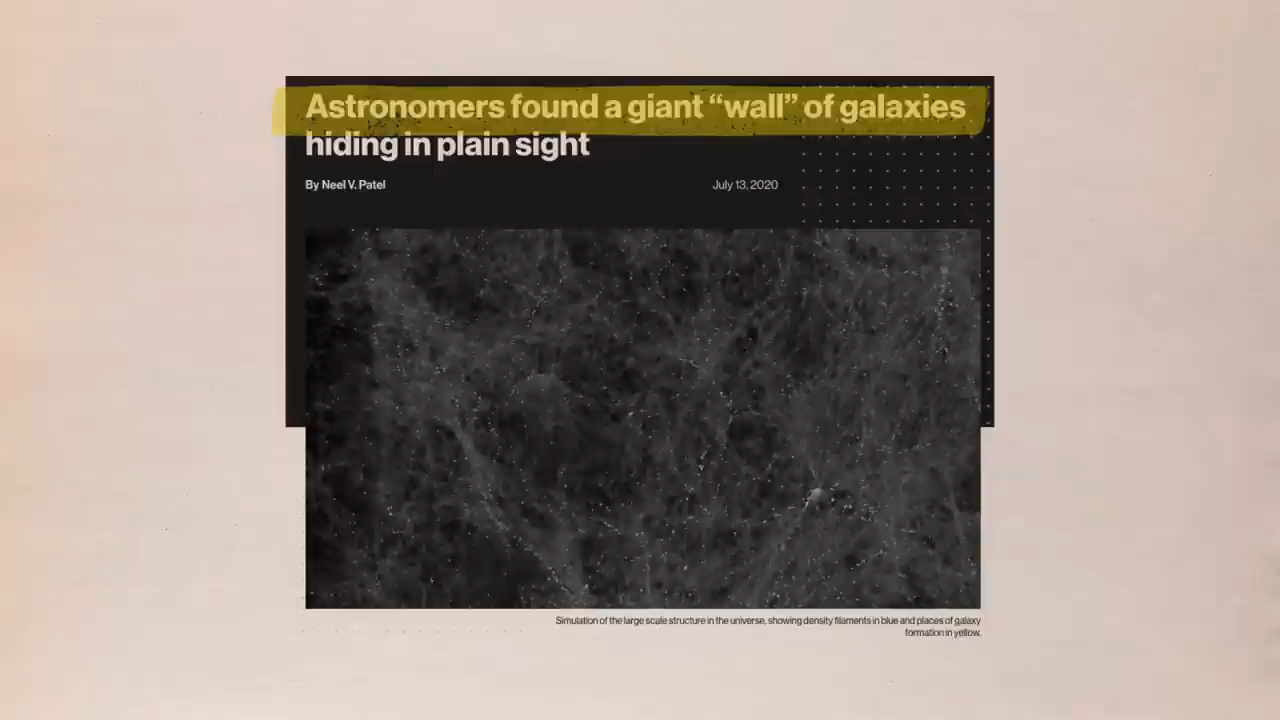 Astronomers found a giant “wall” of galaxies
hiding in plain sight
By Neel V. Patel
July 13, 2020
Simulation of the large scale structure in the universe, showing density filaments in blue and places of galaxy
formation in yellow.